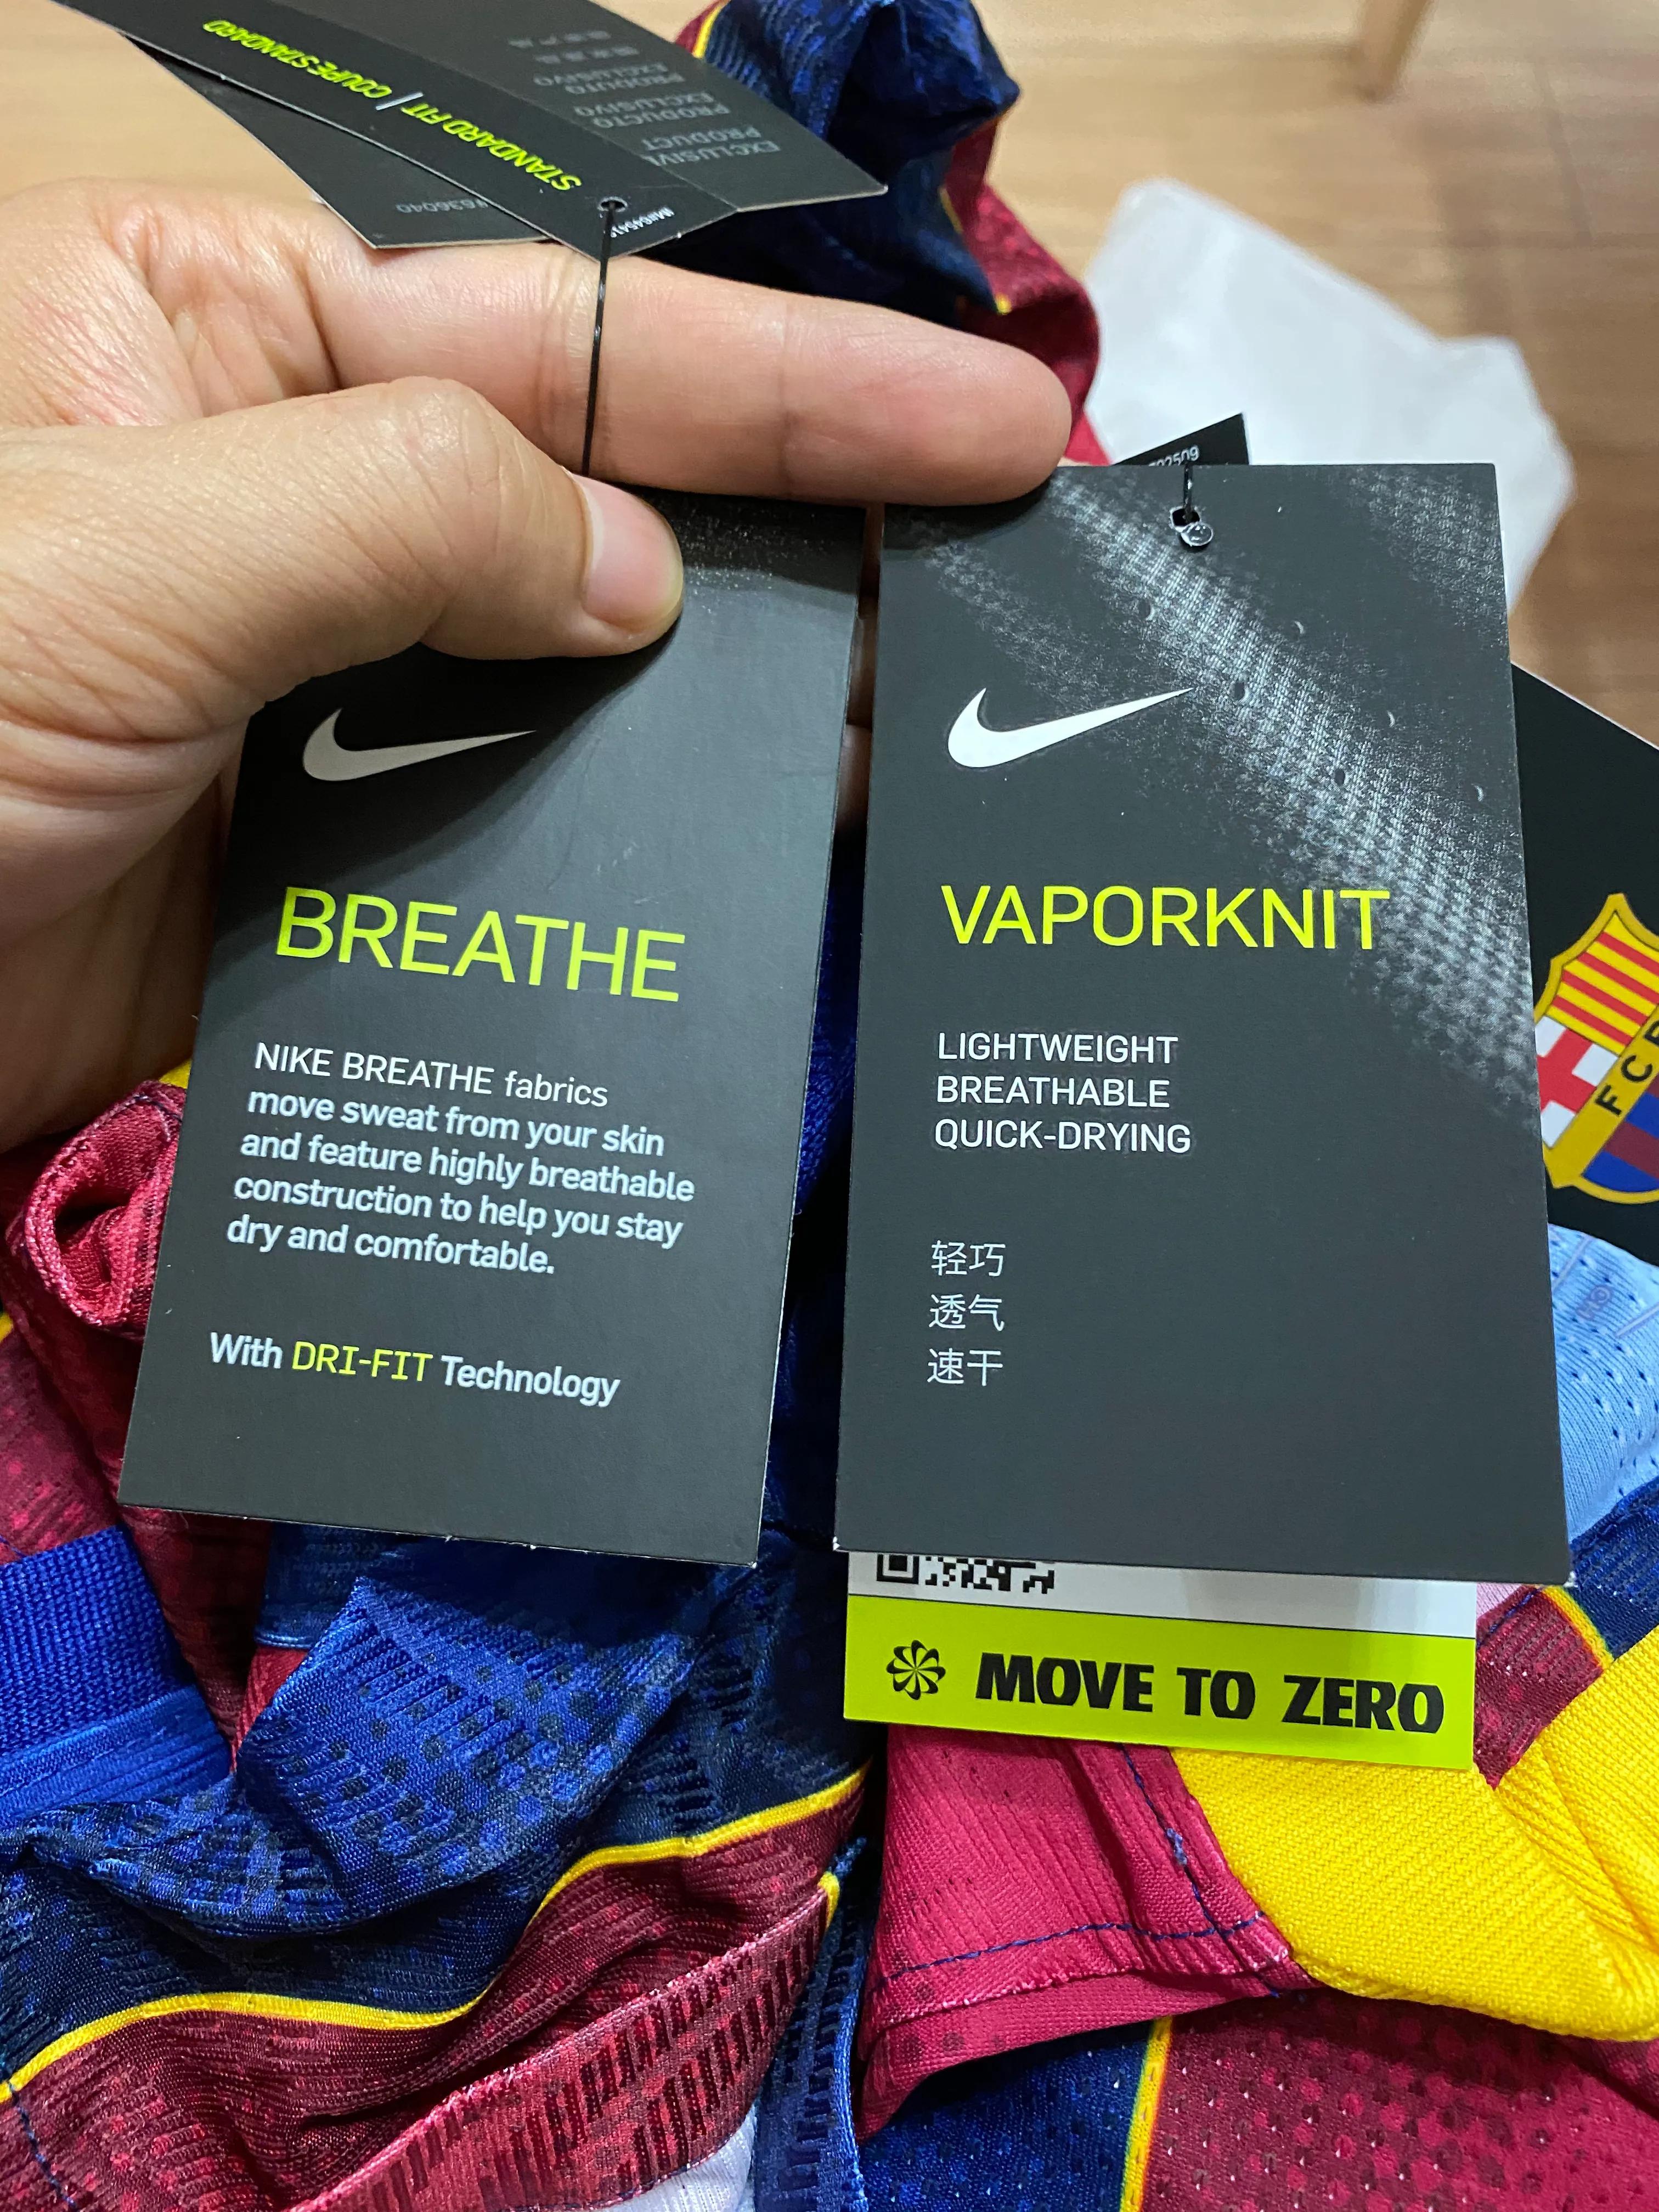 STANDARD FIT / COUPE STANDARD
EXCLUSIVE
PRODUCT
PRODUCTO
EXCLUSIVO
PRODUTO
EXCLUSIVO
BREATHE
NIKE BREATHE fabrics
move sweat from your skin
and feature highly breathable
construction to help you stay
dry and comfortable.
With DRI-FIT Technology
VAPORKNIT
LIGHTWEIGHT
BREATHABLE
QUICK-DRYING
轻巧
透气
速干
MOVE TO ZERO
FCB